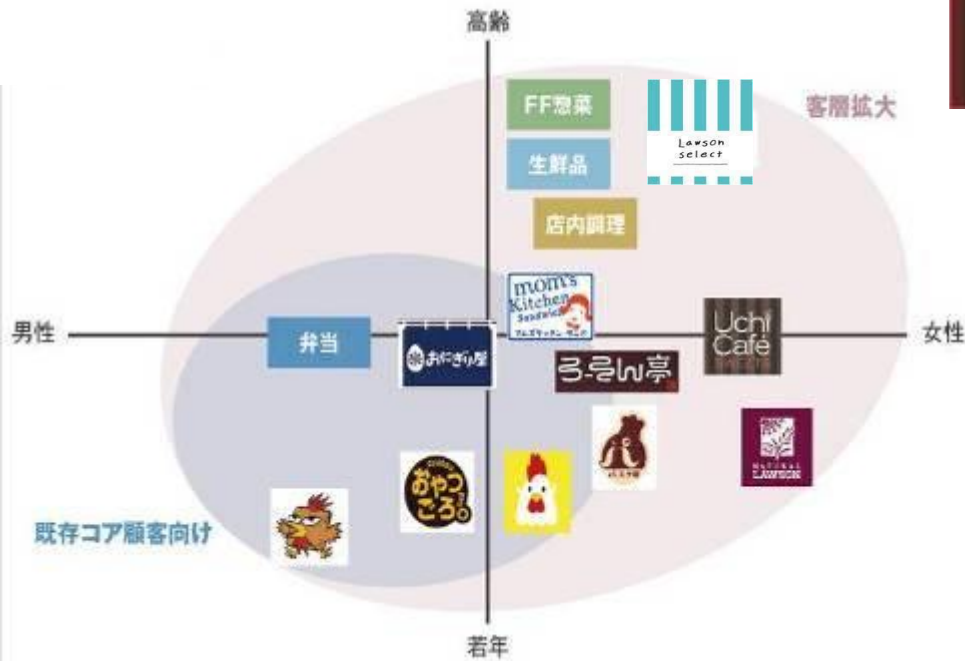 高齢
FF惣菜
Lawson
select
客層拡大
生鮮品
店内調理
mom's
Kitchen
Sandwich
男性
弁当
おにぎり屋
Uchi
Café
女性
ろーそん亭
おやつ
ごろ。
NATURAL
LAWSON
既存コア顧客向け
若年